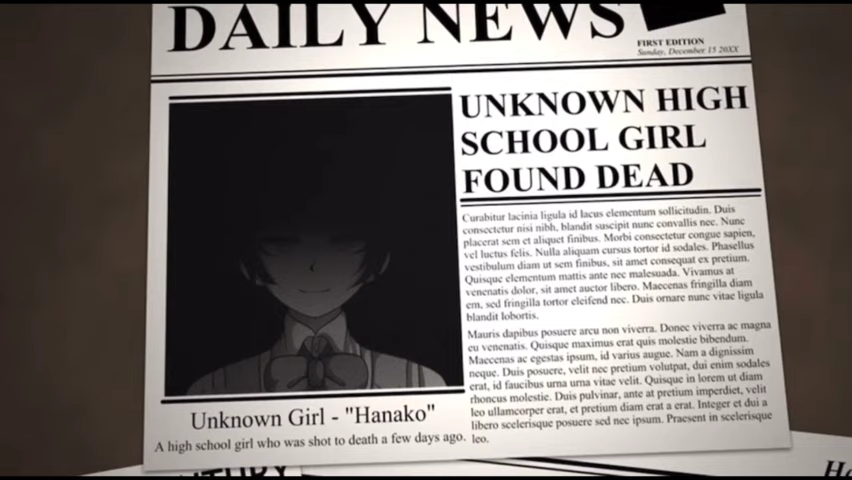 DAILY NEWS
FIRST EDITION
Sunday, December 15 20XX
UNKNOWN HIGH
SCHOOL GIRL
FOUND DEAD
Curabitur lacinia ligula id lacus elementum sollicitudin. Duis
consectetur nisi nibh, blandit suscipit nunc convallis nec. Nunc
placerat sem et aliquet finibus. Morbi consectetur congue sapien,
vel luctus felis. Nulla aliquam cursus tortor id sodales. Phasellus
vestibulum diam ut sem finibus, sit amet consequat ex pretium.
Quisque elementum mattis ante nec malesuada. Vivamus at
venenatis dolor, sit amet auctor libero. Maecenas fringilla diam
em, sed fringilla tortor eleifend nec. Duis ornare nunc vitae ligula
blandit lobortis.
Mauris dapibus posuere arcu non viverra. Donec viverra ac magna
eu venenatis. Quisque maximus erat quis molestie bibendum.
Maecenas ac egestas ipsum, id varius augue. Nam a dignissim
neque. Duis posuere, velit nec pretium volutpat, dui enim sodales
erat, id faucibus urna urna vitae velit. Quisque in lorem ut diam
rhoncus molestie. Duis pulvinar, ante at pretium imperdiet, velit
leo ullamcorper erat, et pretium diam erat a erat. Integer et dui a
libero scelerisque posuere sed nec ipsum. Praesent in scelerisque
leo.
Unknown Girl - "Hanako"
A high school girl who was shot to death a few days ago.